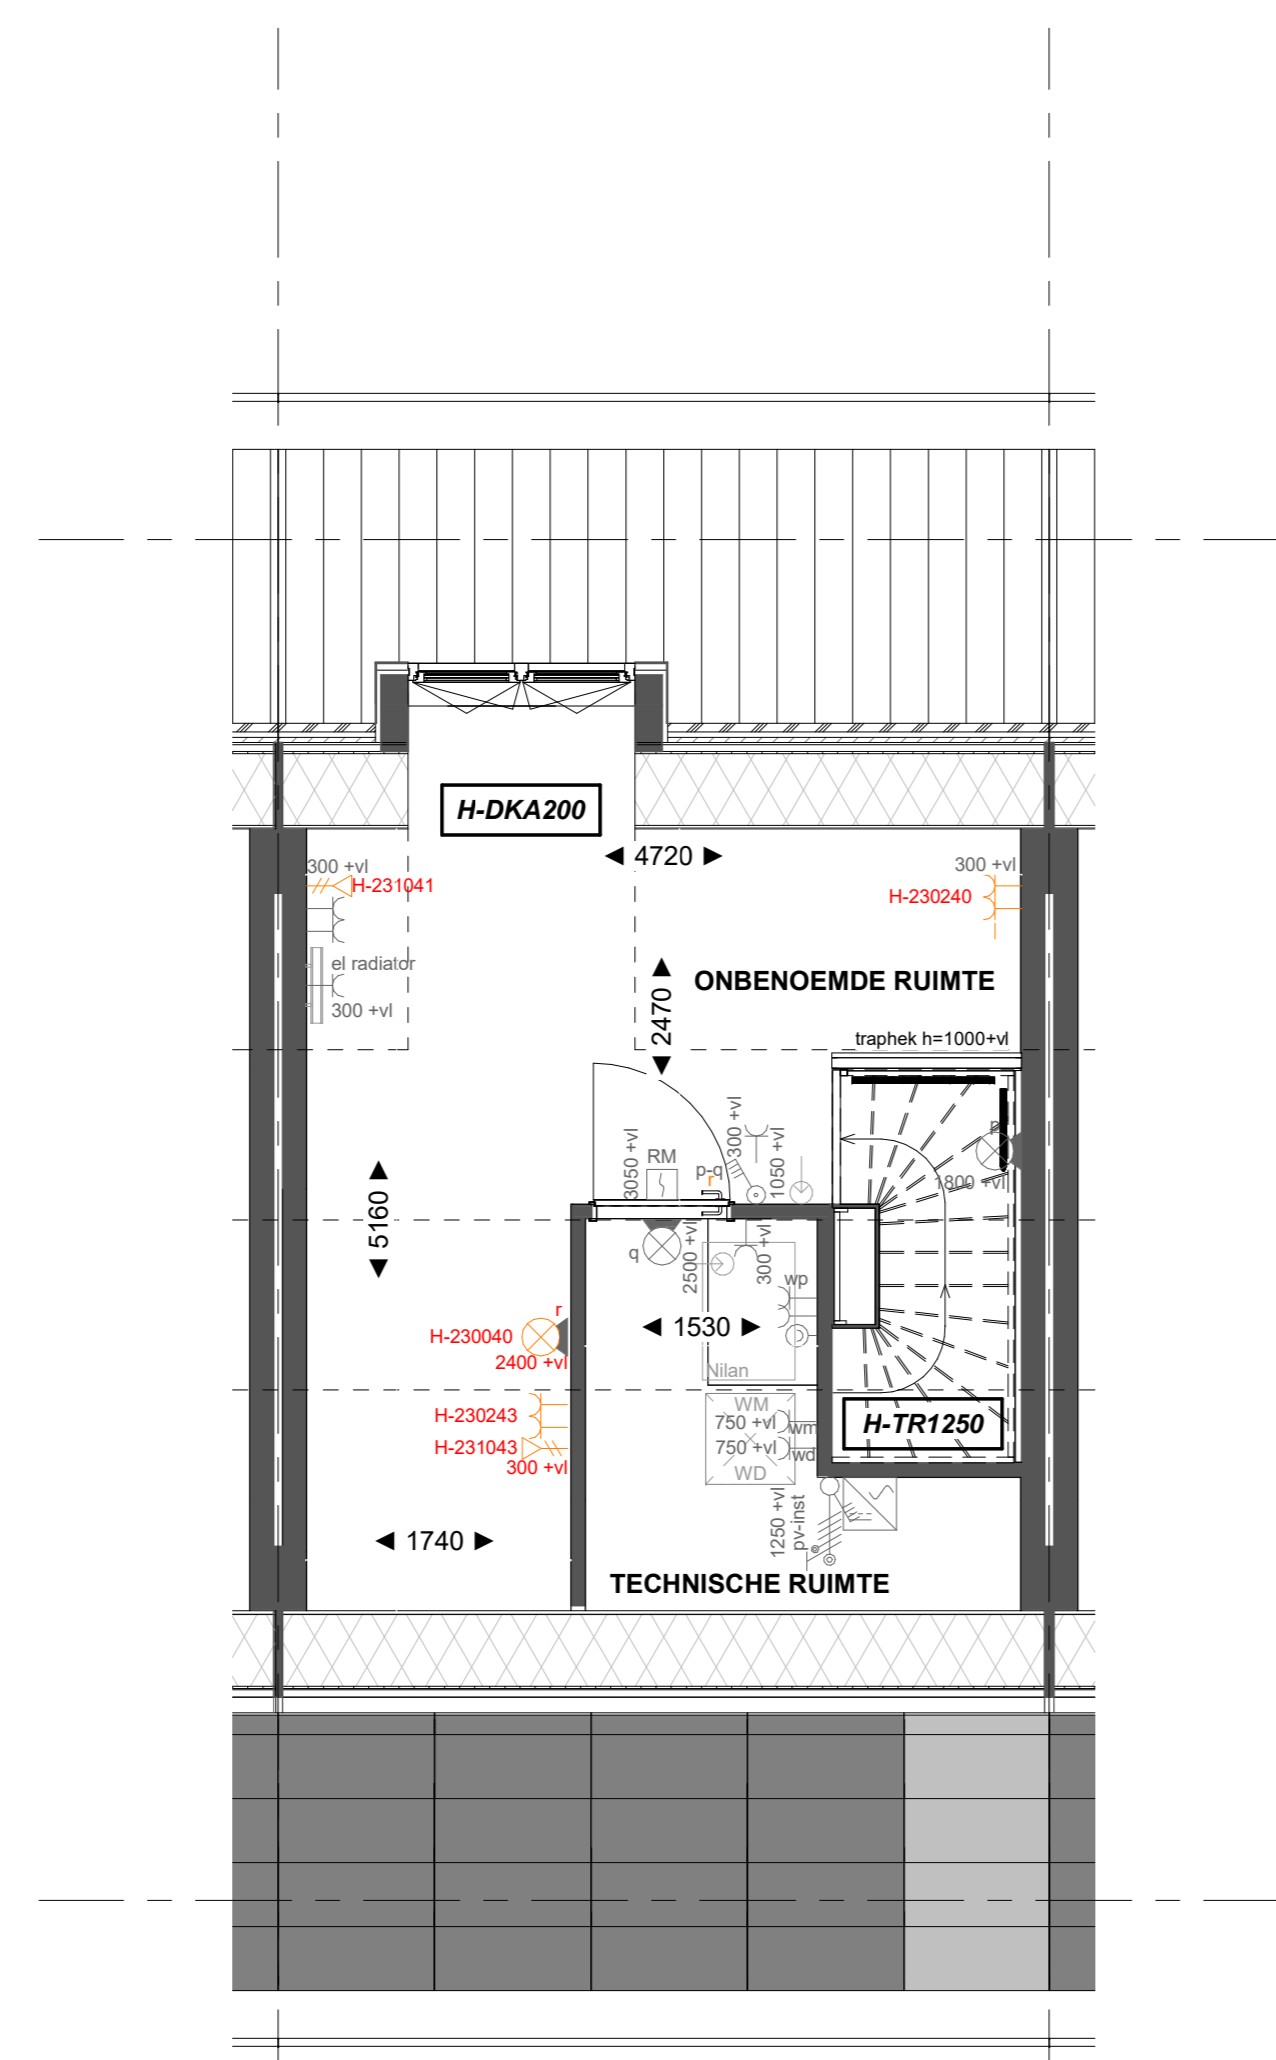 H-DKA200
4720
300 +vl
H-231041
300 +vl
H-230240
el radiator
300 +vl
ONBENOEMDE RUIMTE
2470
traphek h=1000+vl
3050 +vl
RM
p-q
r
300 +vl
1050 +vl
p
1800 +vl
5160
q
2500 +vl
300 +vl
wp
r
H-230040
2400 +vl
1530
Nilan
H-230243
H-231043
300 +vl
WM
750 +vl
wm
750 +vl
wd
WD
H-TR1250
1250 +vl
pv-inst
1740
TECHNISCHE RUIMTE